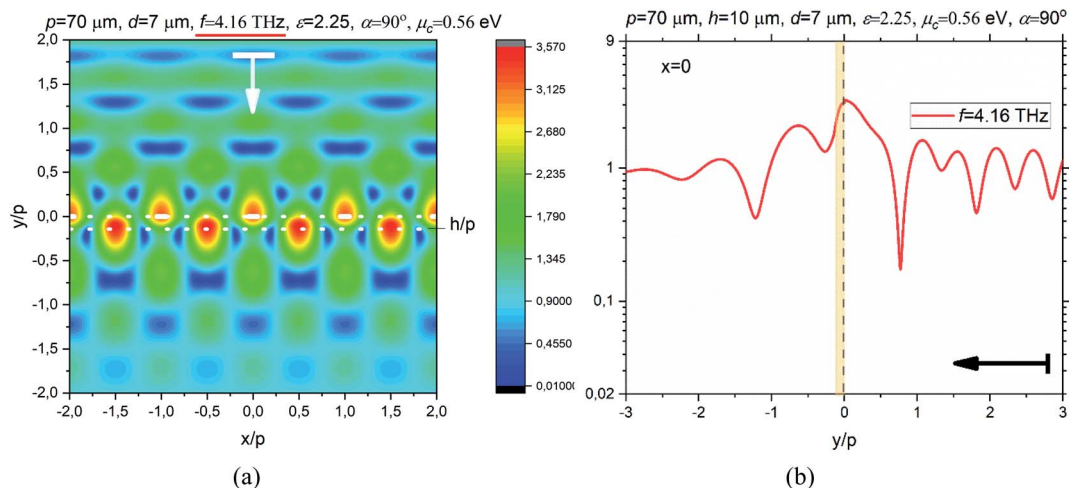 p=70 μm, d=7 μm, f=4.16 THz, ε=2.25, α=90°, μc=0.56 eV
2,0
1,5
1,0
0,5
0,0
-0,5
-1,0
-1,5
-2,0
y/p
-2,0 -1,5 -1,0 -0,5 0,0 0,5 1,0 1,5 2,0
x/p
h/p
3,570
3,125
2,680
2,235
1,790
1,345
0,9000
0,4550
0,0100
(a)
p=70 μm, h=10 μm, d=7 μm, ε=2.25, μc=0.56 eV, α=90°
9
1
0,1
0,02
x=0
f=4.16 THz
-3 -2 -1 0 1 2 3
y/p
(b)